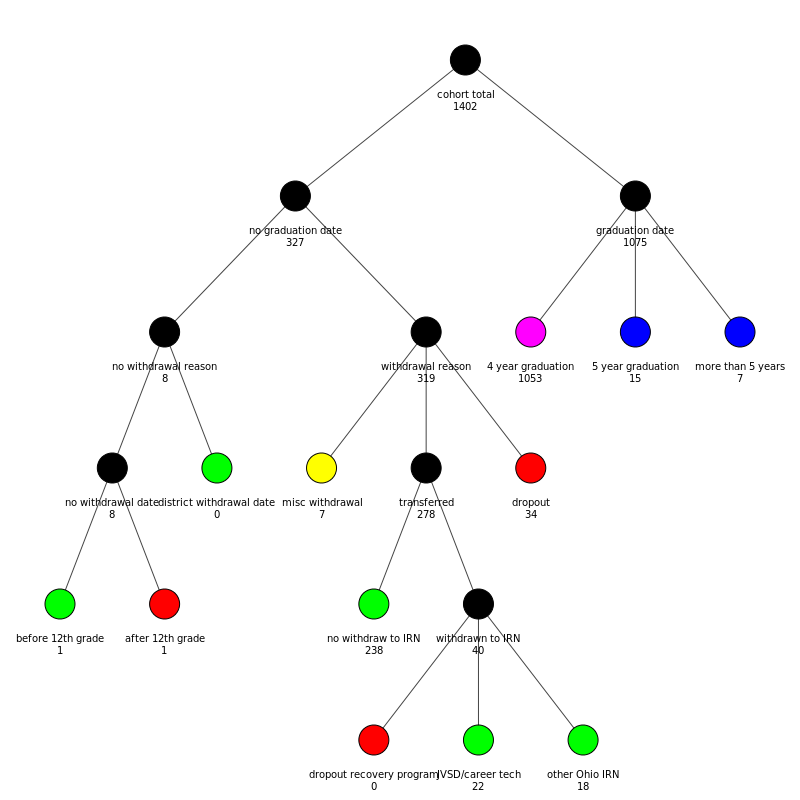 cohort total
1402
no graduation date
327
graduation date
1075
no withdrawal reason
8
withdrawal reason
319
4 year graduation
1053
5 year graduation
15
more than 5 years
7
no withdrawal date
8
district withdrawal date
0
misc withdrawal
7
transferred
278
dropout
34
before 12th grade
1
after 12th grade
1
no withdraw to IRN
238
withdrawn to IRN
40
dropout recovery program
0
JVSD/career tech
22
other Ohio IRN
18